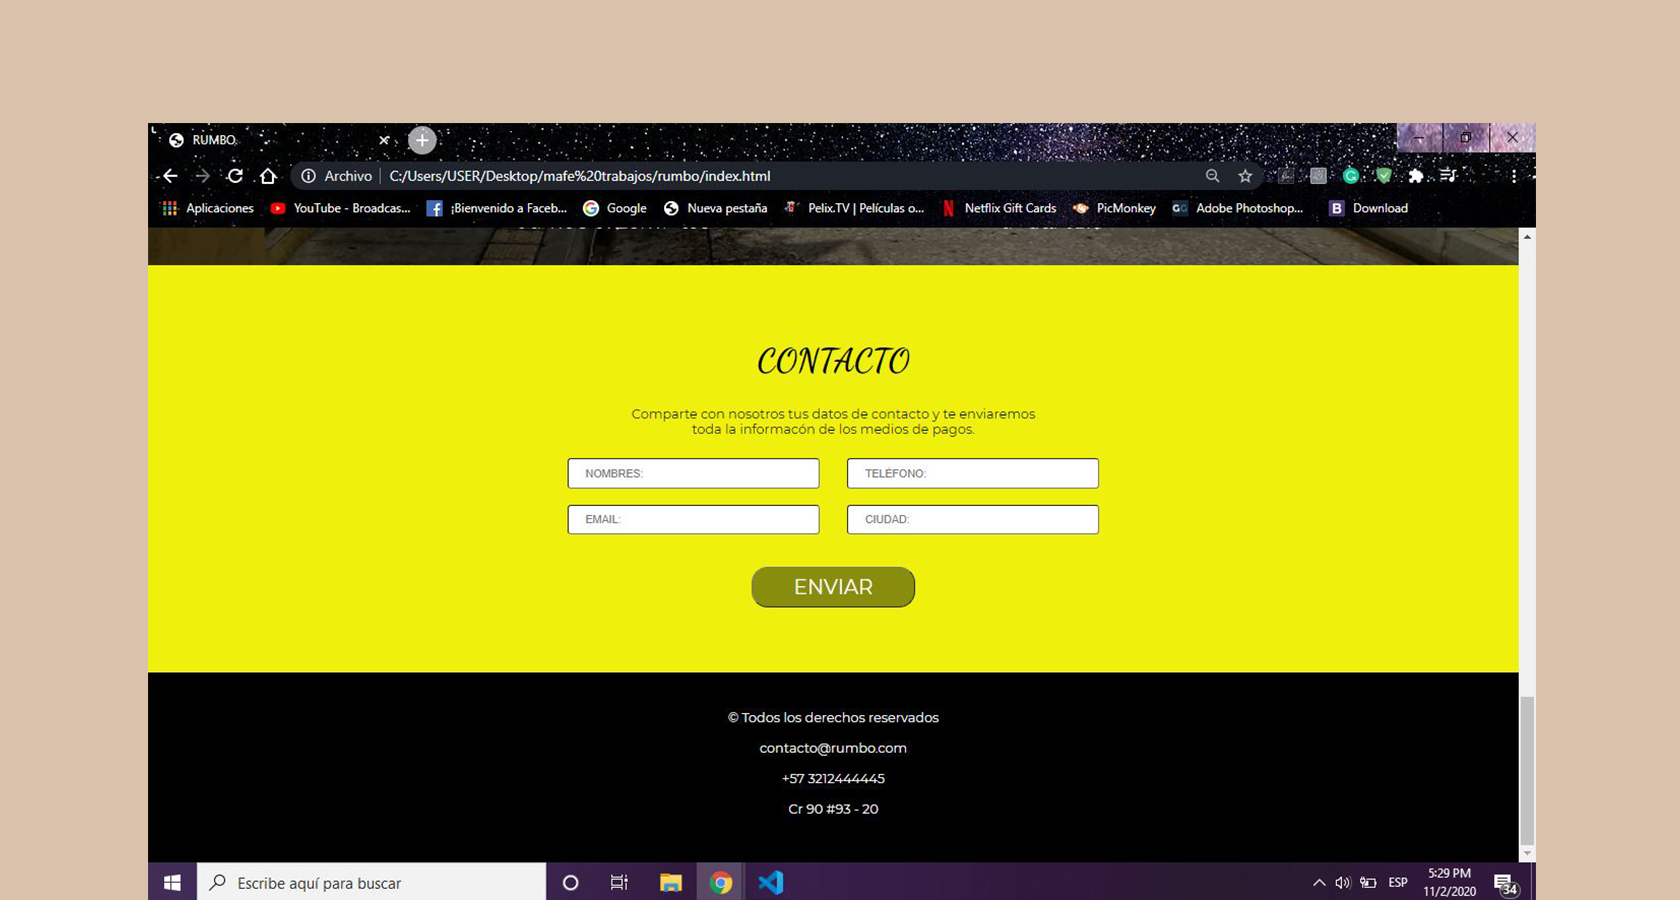 RUMBO
Archivo C:/Users/USER/Desktop/mafe%20trabajos/rumbo/index.html
Aplicaciones YouTube - Broadcas... ¡Bienvenido a Faceb... Google Nueva pestaña Pelix.TV | Películas o... Netflix Gift Cards PicMonkey Adobe Photoshop... Download
CONTACTO
Comparte con nosotros tus datos de contacto y te enviaremos
toda la informacón de los medios de pagos.
NOMBRES: TELÉFONO:
EMAIL: CIUDAD:
ENVIAR
© Todos los derechos reservados
contacto@rumbo.com
+57 3212444445
Cr 90 #93 - 20
Escribe aquí para buscar
ESP
5:29 PM
11/2/2020
34